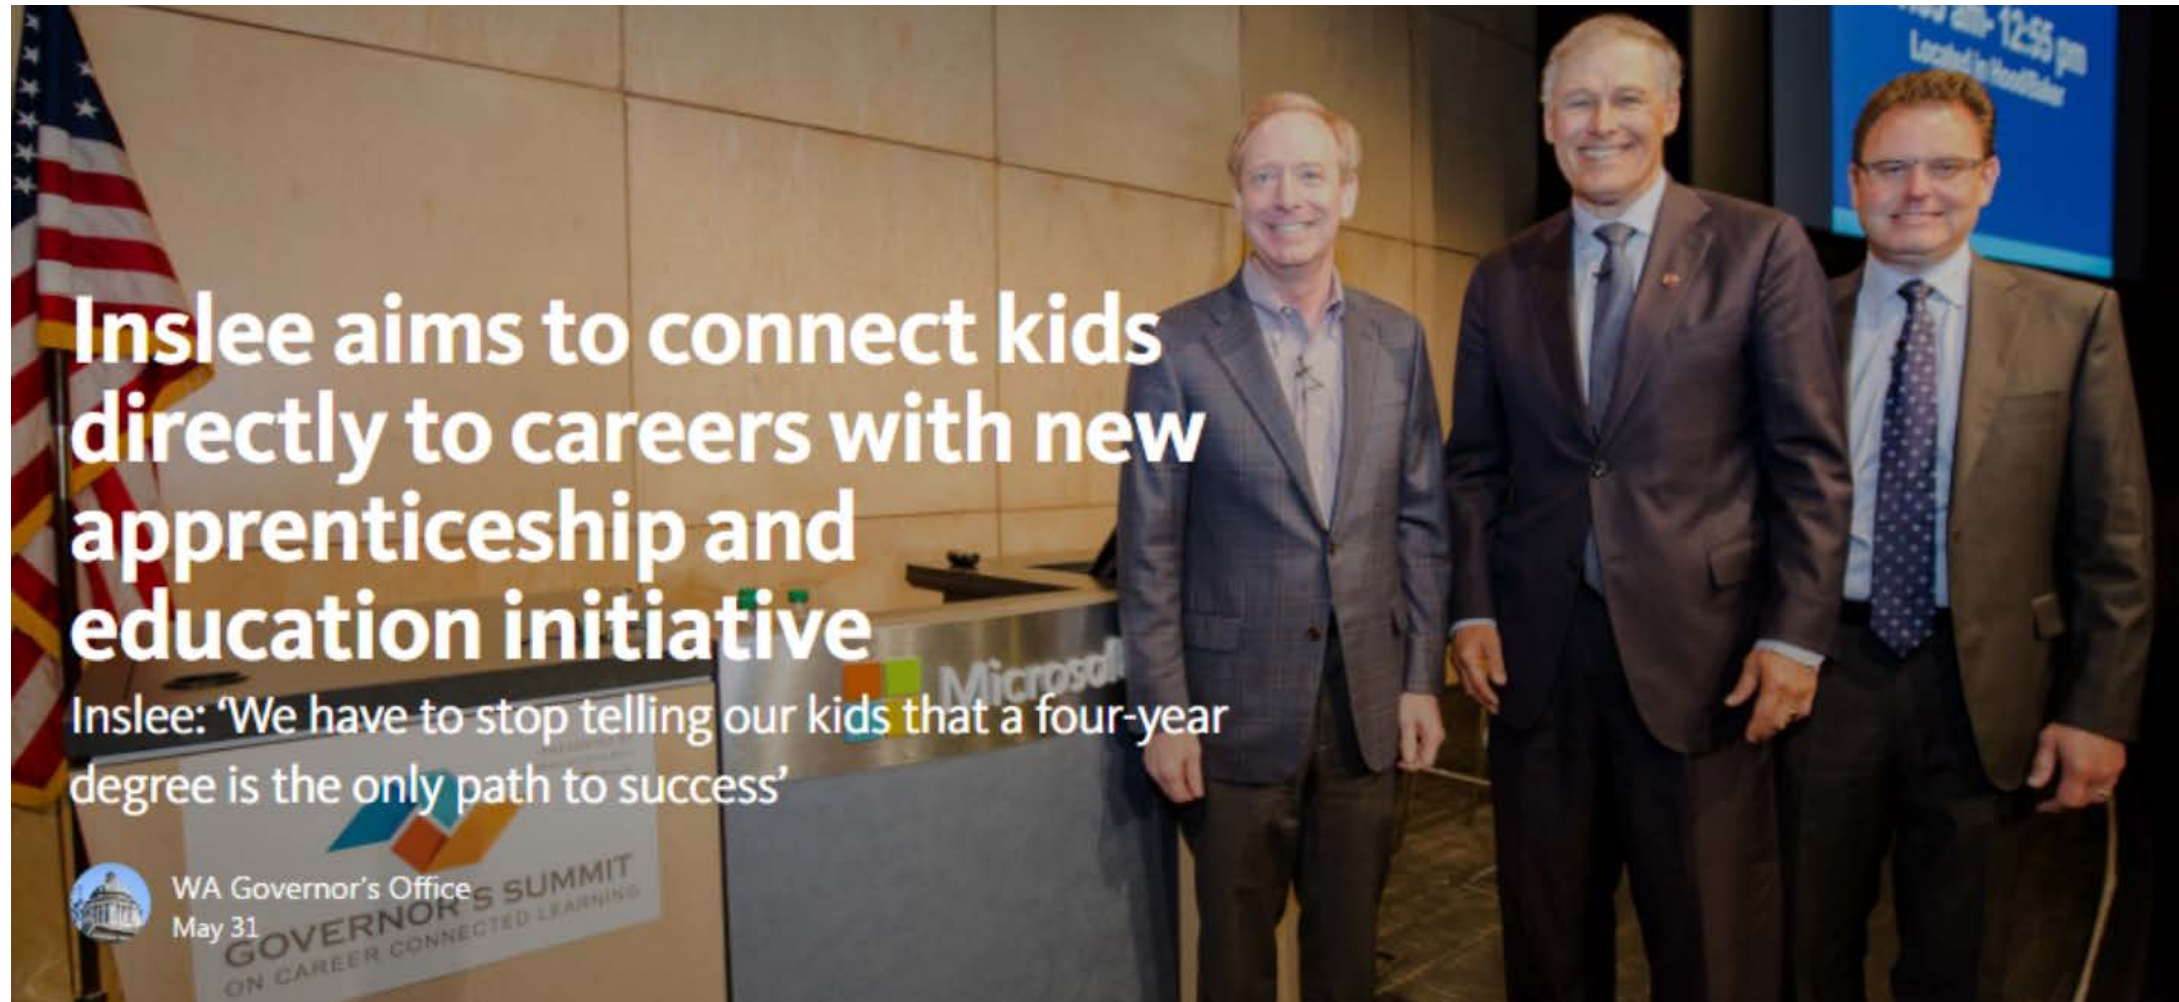 12:55 pm
Located in
Inslee aims to connect kids
directly to careers with new
apprenticeship and
education initiative
Microsoft
Inslee: ‘We have to stop telling our kids that a four-year
degree is the only path to success’
WA Governor's Office
May 31
GOVERNOR'S SUMMIT
ON CAREER CONNECTED LEARNING